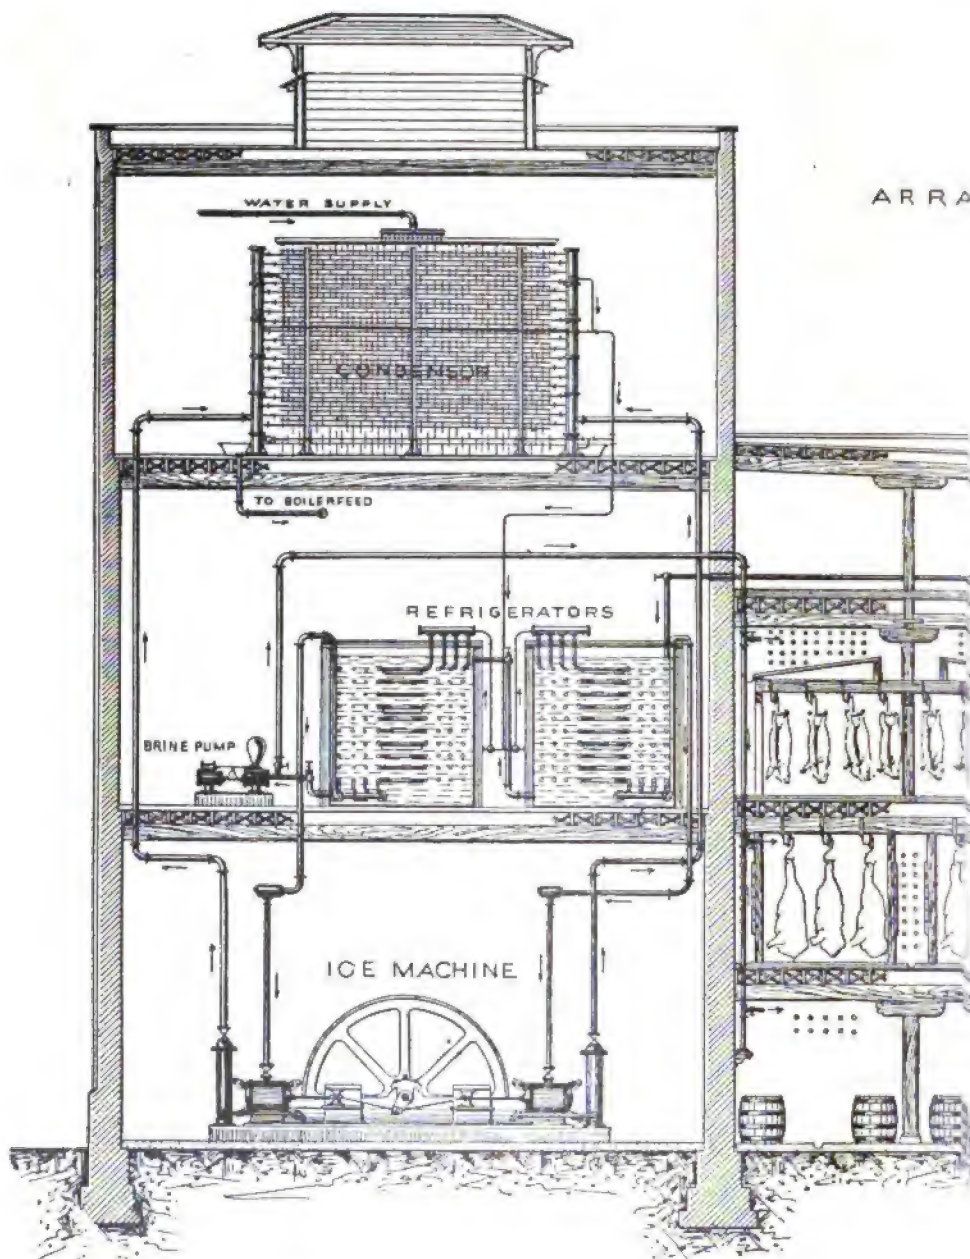 ARRA
WATER SUPPLY
CONDENSOR
TO BOILERFEED
REFRIGERATORS
BRINE PUMP
ICE MACHINE